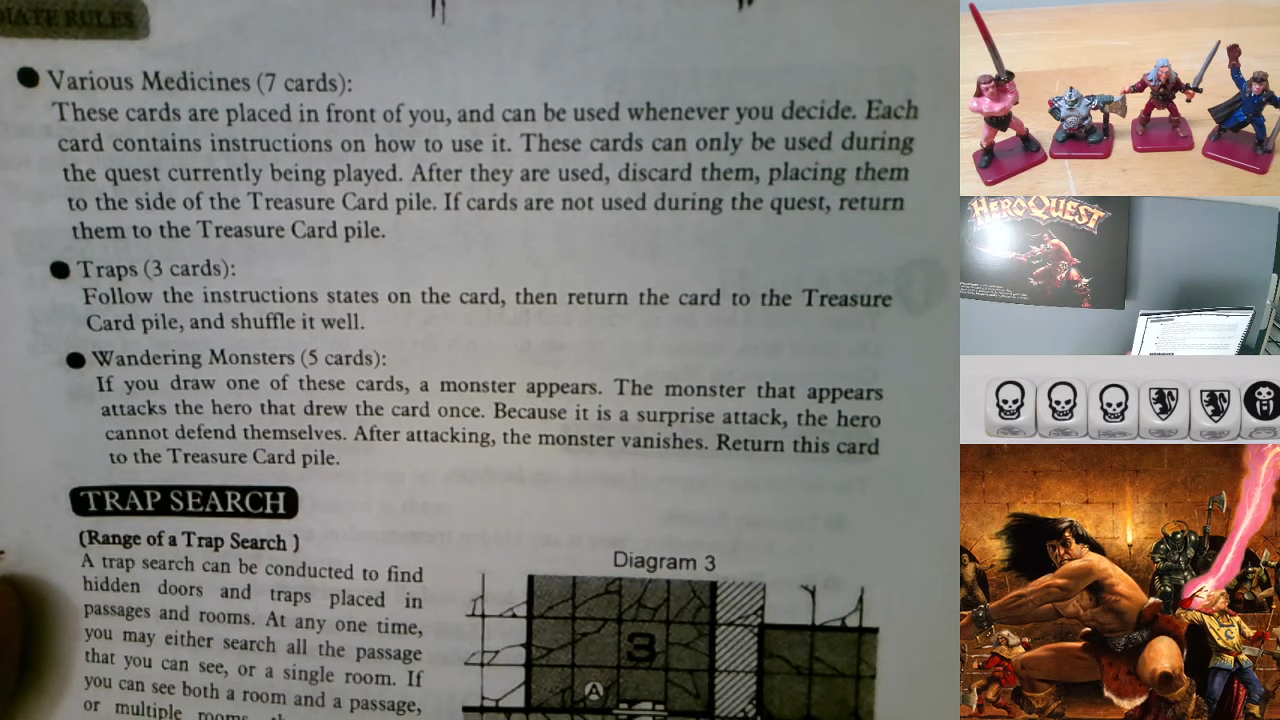 RULES
● Various Medicines (7 cards):
These cards are placed in front of you, and can be used whenever you decide. Each
card contains instructions on how to use it. These cards can only be used during
the quest currently being played. After they are used, discard them, placing them
to the side of the Treasure Card pile. If cards are not used during the quest, return
them to the Treasure Card pile.
● Traps (3 cards):
Follow the instructions states on the card, then return the card to the Treasure
Card pile, and shuffle it well.
● Wandering Monsters (5 cards):
If you draw one of these cards, a monster appears. The monster that appears
attacks the hero that drew the card once. Because it is a surprise attack, the hero
cannot defend themselves. After attacking, the monster vanishes. Return this card
to the Treasure Card pile.
TRAP SEARCH
(Range of a Trap Search )
A trap search can be conducted to find
hidden doors and traps placed in
passages and rooms. At any one time,
you may either search all the passage
that you can see, or a single room. If
you can see both a room and a passage,
or multiple rooms,
Diagram 3
3
A
HEROQUEST